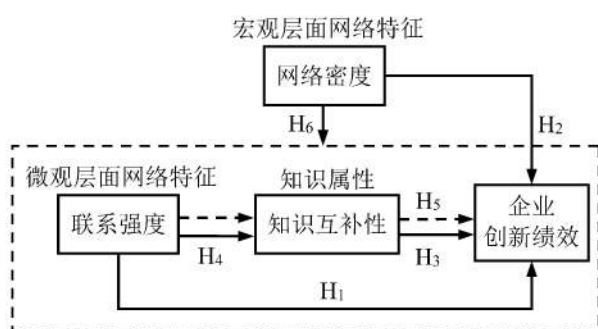 宏观层面网络特征
网络密度
H6
H2
微观层面网络特征
知识属性
联系强度
知识互补性
H5
企业
创新绩效
H4
H3
H1